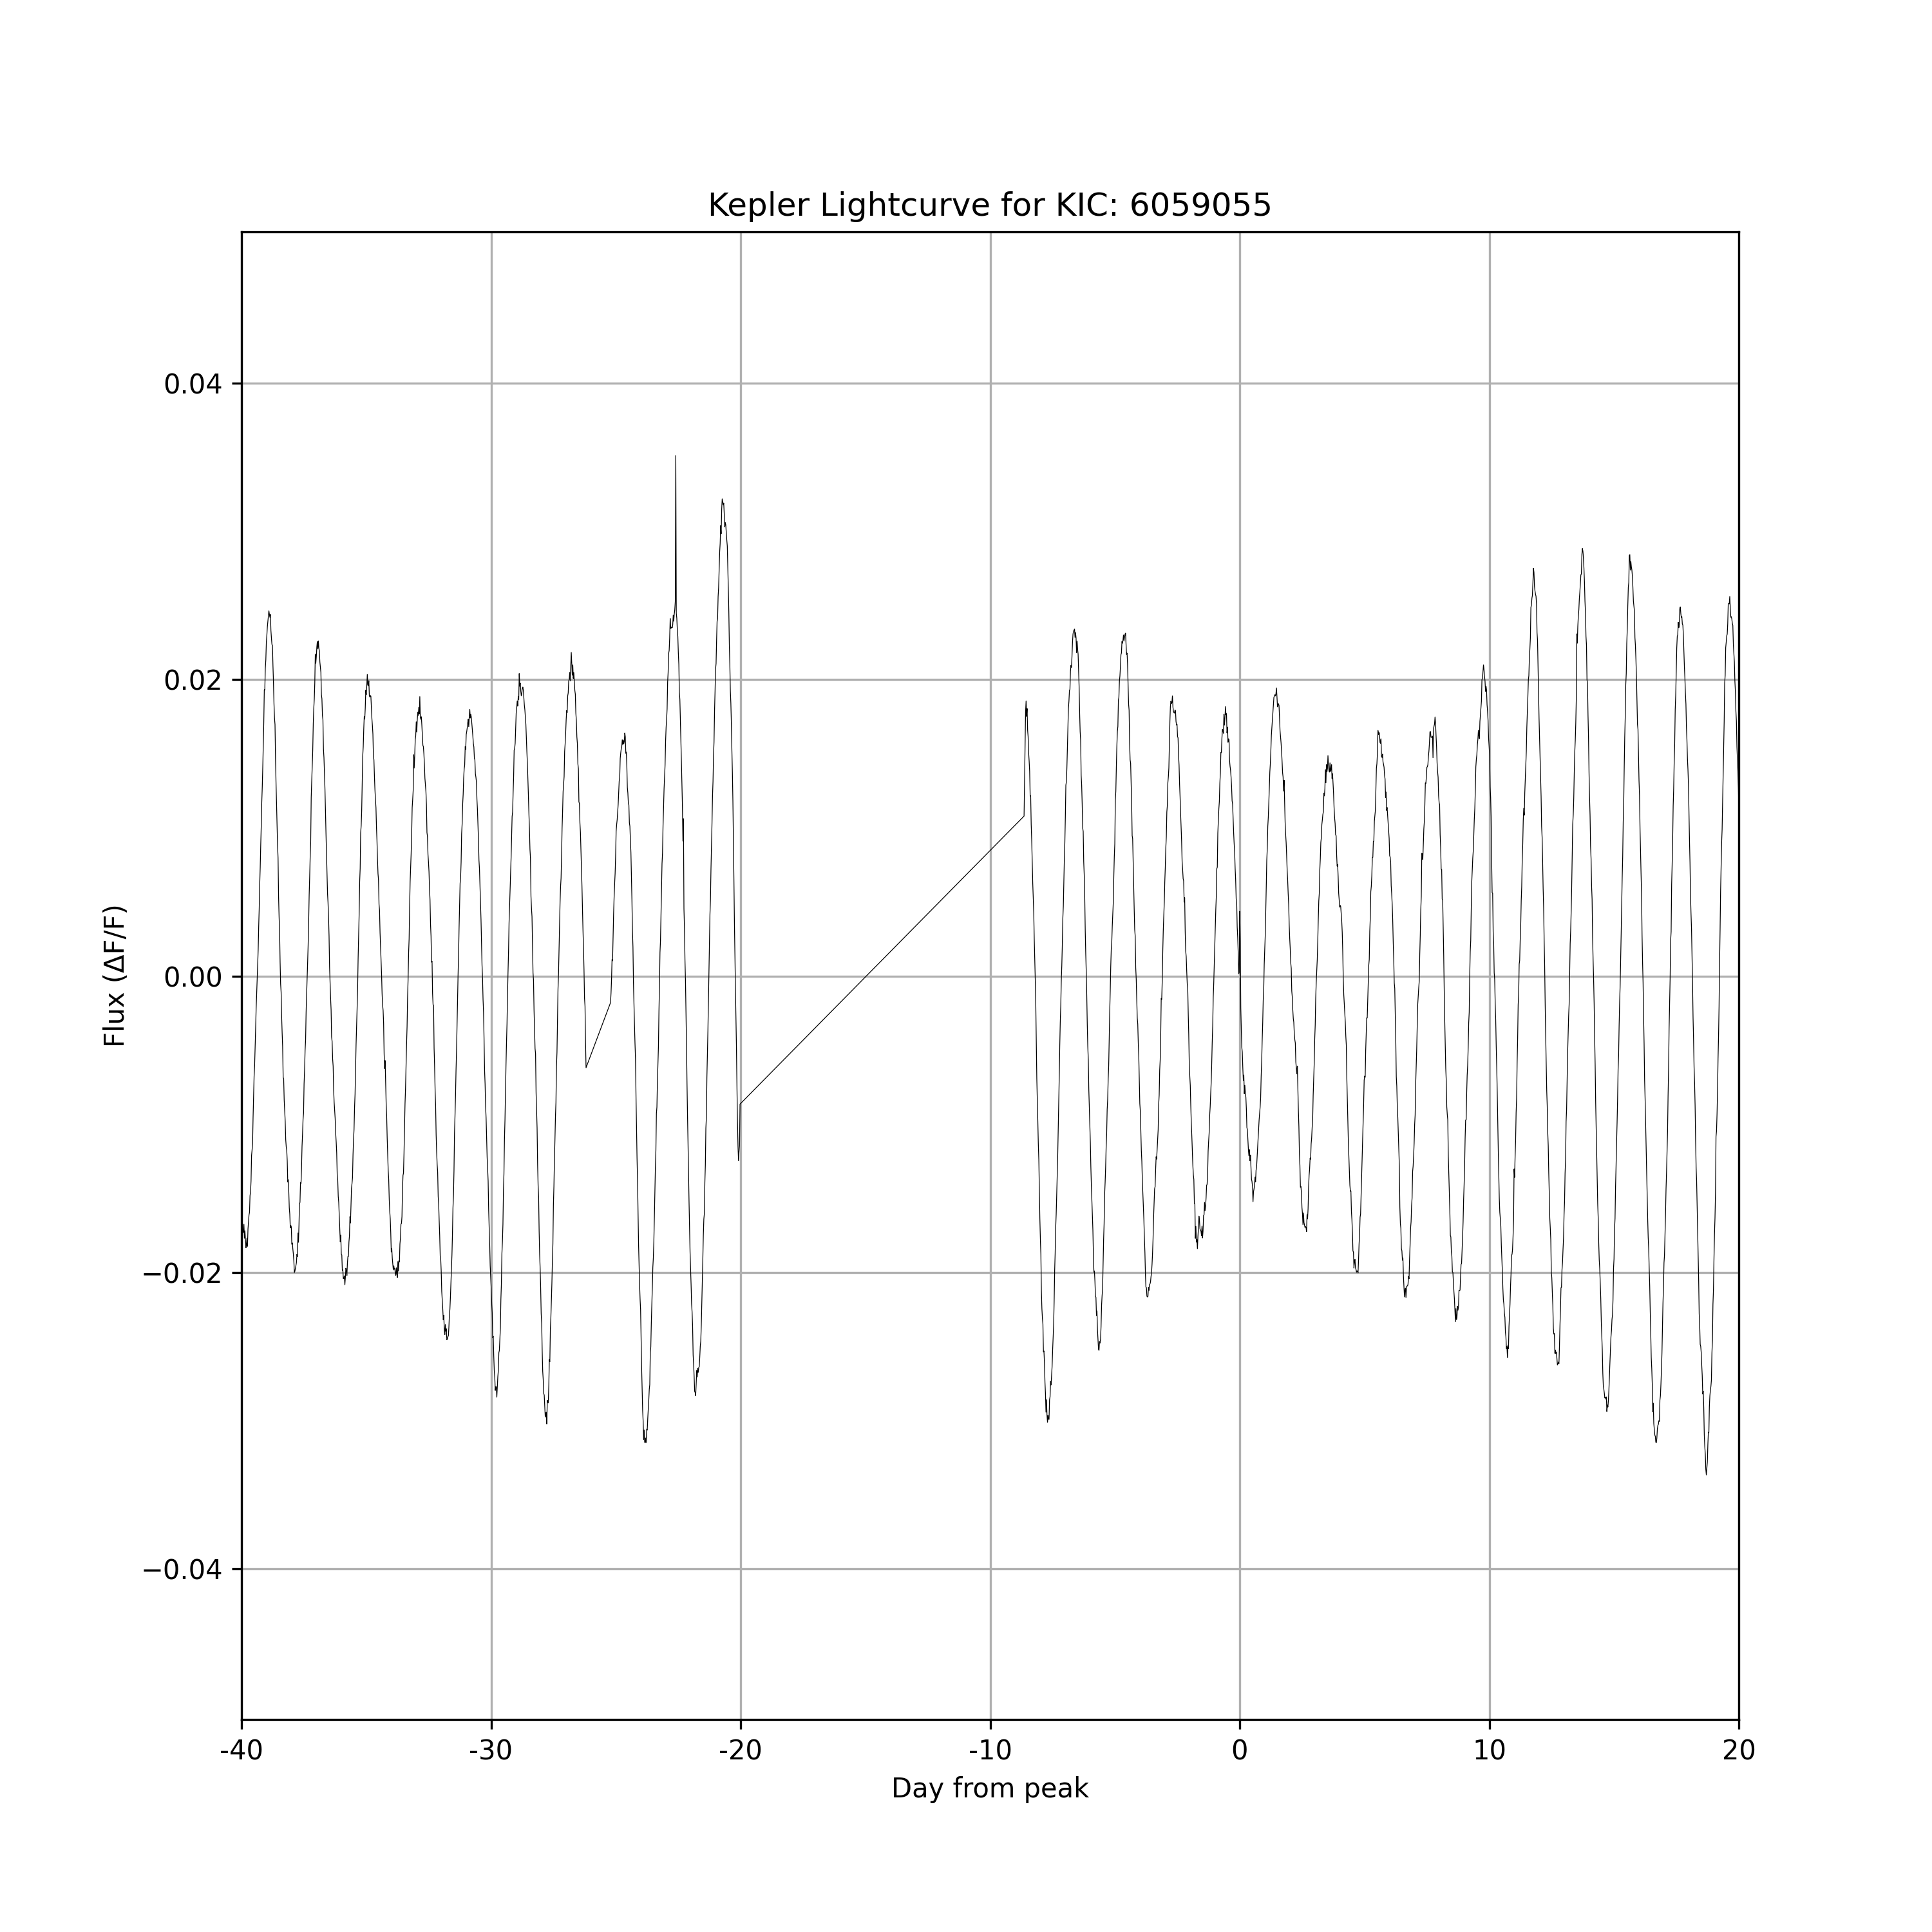 Kepler Lightcurve for KIC: 6059055
Flux (ΔF/F)
0.04
0.02
0.00
−0.02
−0.04
-40 -30 -20 -10 0 10 20
Day from peak